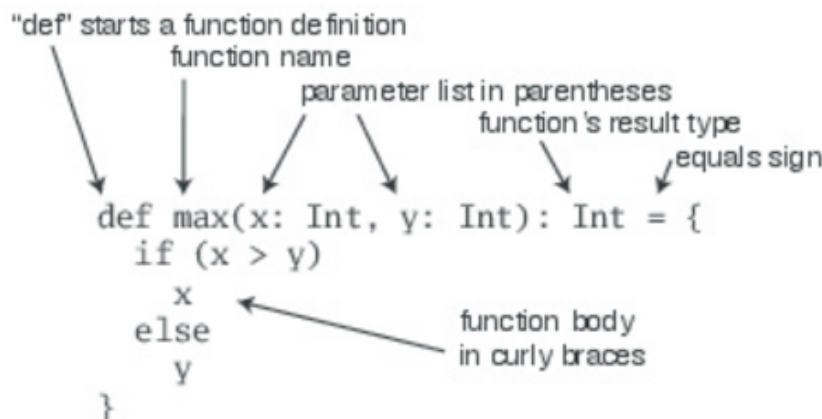 "def" starts a function definition
function name
parameter list in parentheses
function's result type
equals sign
def max(x: Int, y: Int): Int = {
if (x > y)
x
else
y
}
function body
in curly braces